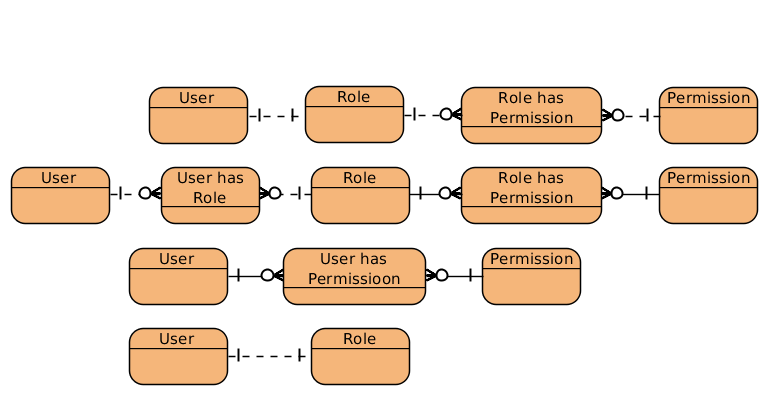 User
Role
Role has
Permission
Permission
User
User has
Role
Role
Role has
Permission
Permission
User
User has
Permissioon
Permission
User
Role